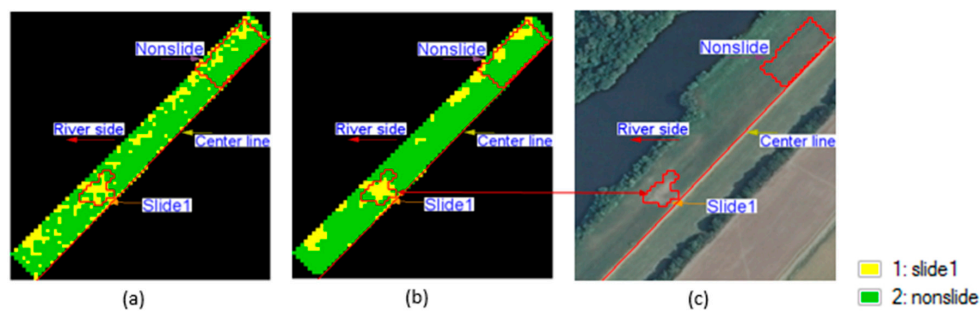 Nonslide
River side
Center line
Slide1
(a)
Nonslide
River side
Center line
Slide1
(b)
Nonslide
River side
Center line
Slide1
(c)
1: slide1
2: nonslide